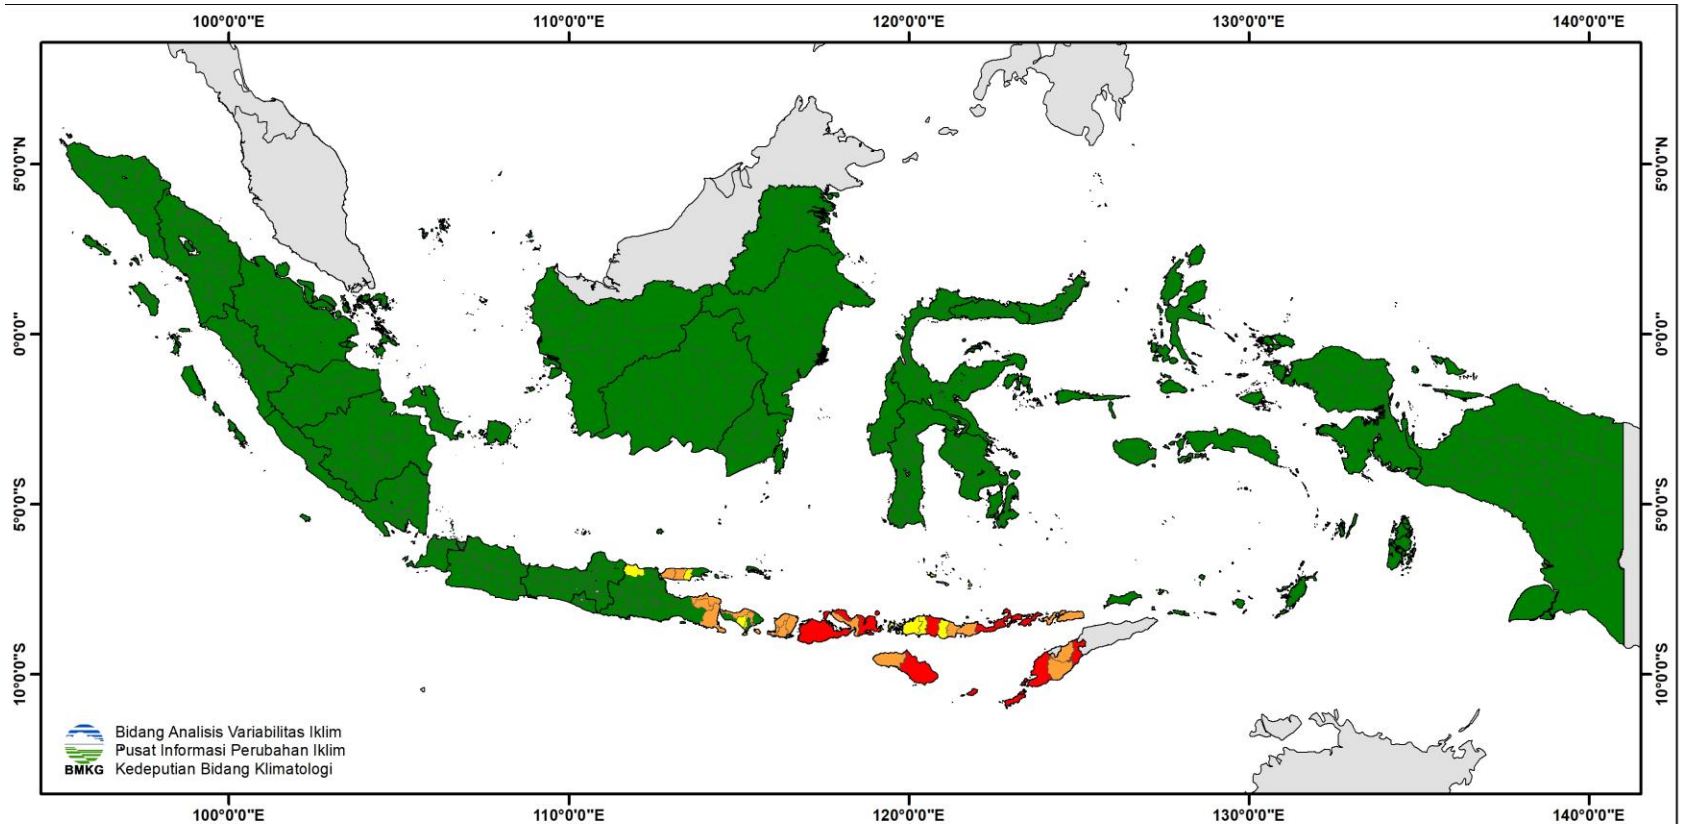 100°0'0"E 110°0'0"E 120°0'0"E 130°0'0"E 140°0'0"E
5°0'0"N 5°0'0"N
0°0'0" 0°0'0"
5°0'0"S 5°0'0"S
10°0'0"S 10°0'0"S
Bidang Analisis Variabilitas Iklim
Pusat Informasi Perubahan Iklim
BMKG Kedeputian Bidang Klimatologi
100°0'0"E 110°0'0"E 120°0'0"E 130°0'0"E 140°0'0"E